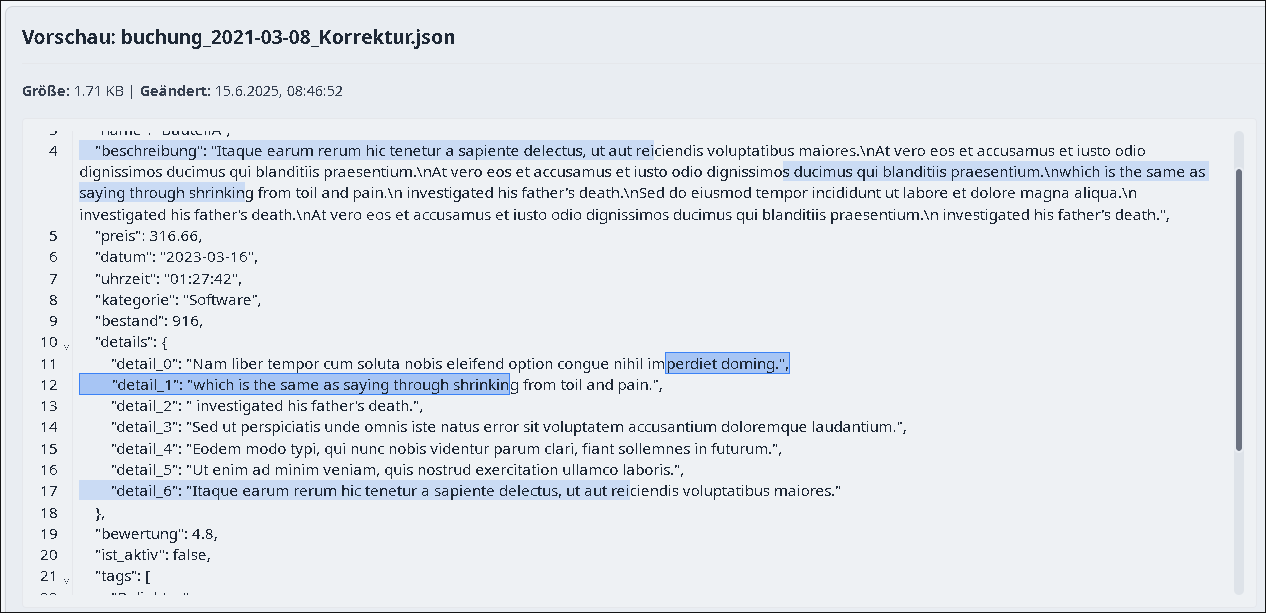 Vorschau: buchung_2021-03-08_Korrektur.json
Größe: 1.71 KB | Geändert: 15.6.2025, 08:46:52
3 "name": "BauteilA",
4 "beschreibung": "Itaque earum rerum hic tenetur a sapiente delectus, ut aut reiciendis voluptatibus maiores.\nAt vero eos et accusamus et iusto odio
dignissimos ducimus qui blanditiis praesentium.\nAt vero eos et accusamus et iusto odio dignissimos ducimus qui blanditiis praesentium.\nwhich is the same as
saying through shrinking from toil and pain.\n investigated his father's death.\nSed do eiusmod tempor incididunt ut labore et dolore magna aliqua.\n
investigated his father's death.\nAt vero eos et accusamus et iusto odio dignissimos ducimus qui blanditiis praesentium.\n investigated his father's death.",
5 "preis": 316.66,
6 "datum": "2023-03-16",
7 "uhrzeit": "01:27:42",
8 "kategorie": "Software",
9 "bestand": 916,
10 "details": {
11 "detail_0": "Nam liber tempor cum soluta nobis eleifend option congue nihil imperdiet doming.",
12 "detail_1": "which is the same as saying through shrinking from toil and pain.",
13 "detail_2": " investigated his father's death.",
14 "detail_3": "Sed ut perspiciatis unde omnis iste natus error sit voluptatem accusantium doloremque laudantium.",
15 "detail_4": "Eodem modo typi, qui nunc nobis videntur parum clari, fiant sollemnes in futurum.",
16 "detail_5": "Ut enim ad minim veniam, quis nostrud exercitation ullamco laboris.",
17 "detail_6": "Itaque earum rerum hic tenetur a sapiente delectus, ut aut reiciendis voluptatibus maiores."
18 },
19 "bewertung": 4.8,
20 "ist_aktiv": false,
21 "tags": [